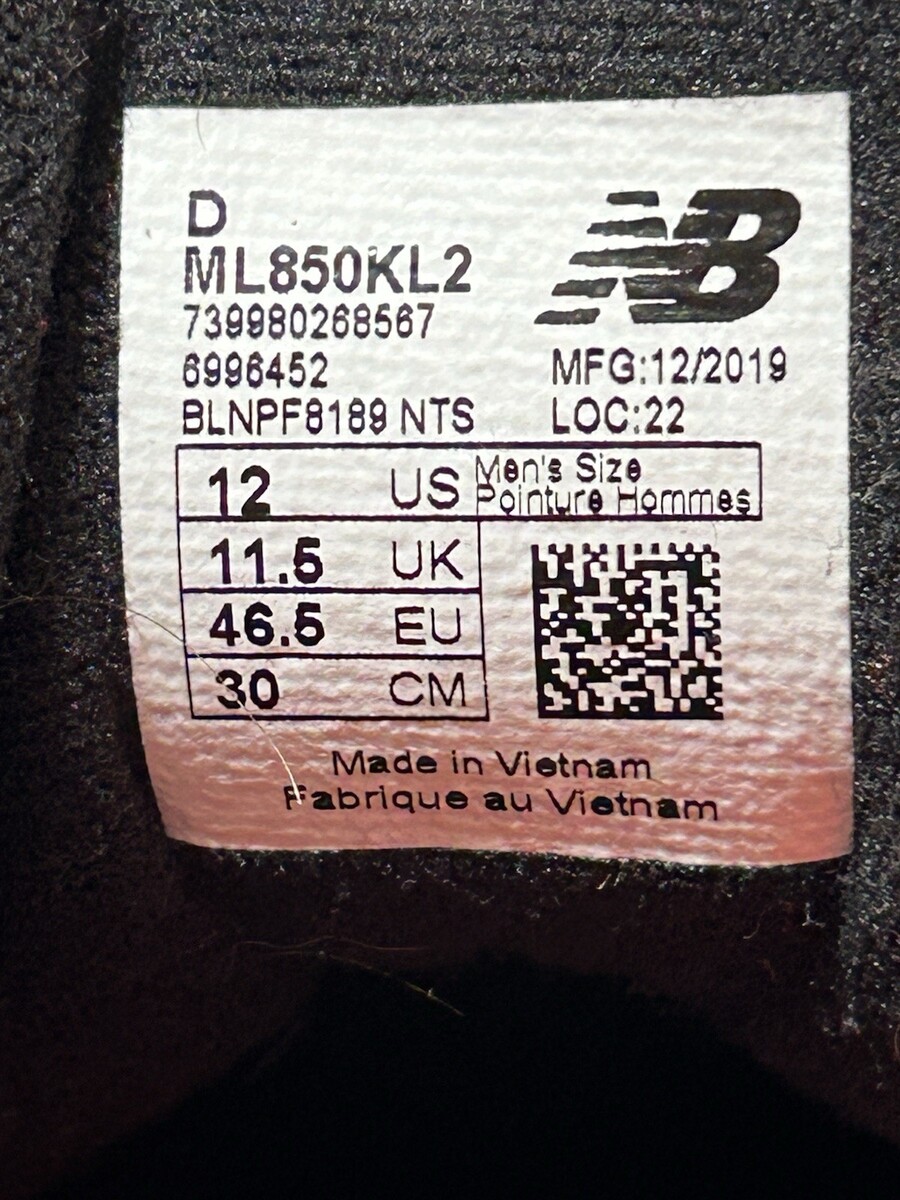 D
NB
ML850KL2
739980268567
6996452
MFG:12/2019
BLNPF8189 NTS
LOC:22
12 US Men's Size
Pointure Hommes
11.5 UK
46.5 EU
30 CM
Made in Vietnam
Fabrique au Vietnam